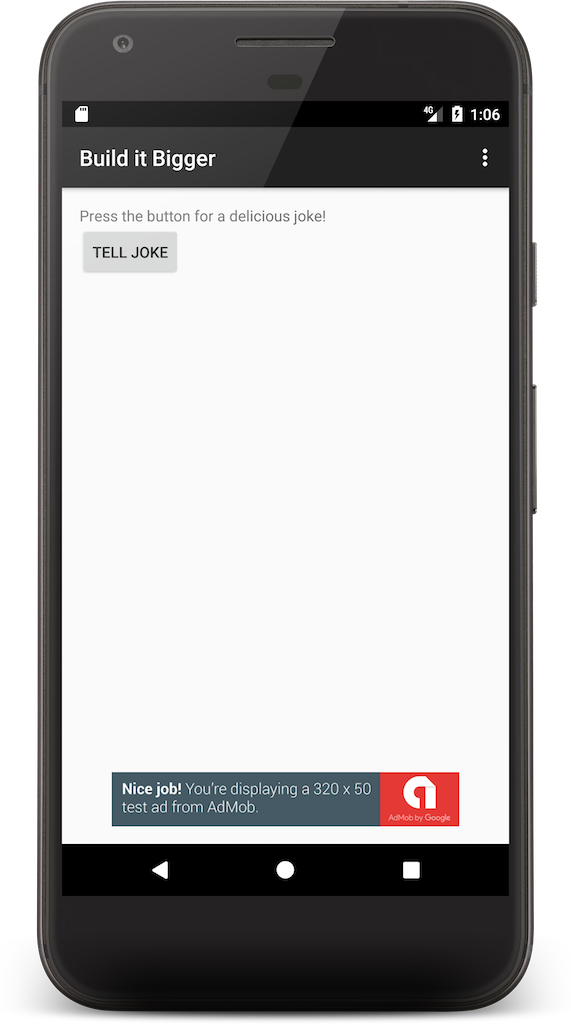 4G 1:06
Build it Bigger
Press the button for a delicious joke!
TELL JOKE
Nice job! You're displaying a 320 x 50
test ad from AdMob.
AdMob by Google